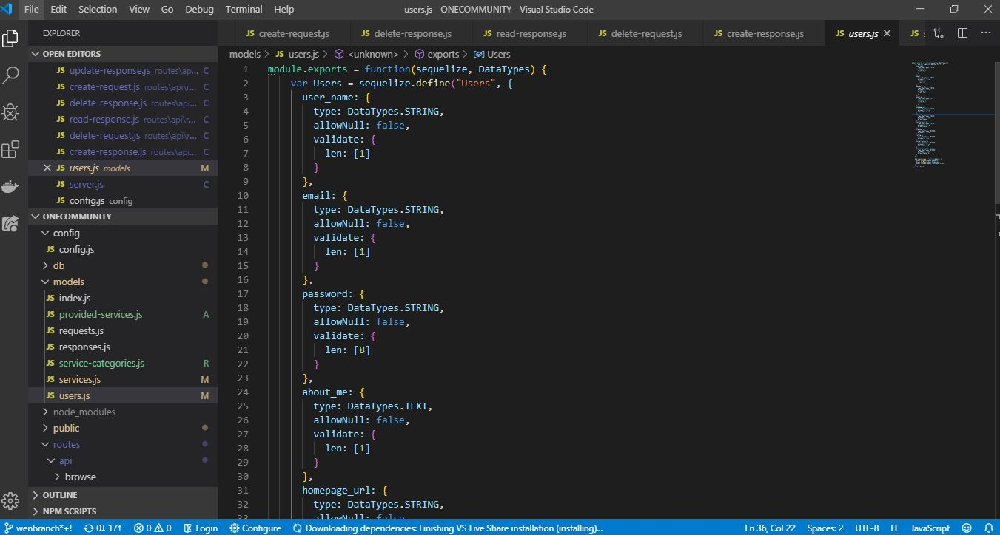 File Edit Selection View Go Debug Terminal Help users.js - ONECOMMUNITY - Visual Studio Code
EXPLORER
OPEN EDITORS
JS update-response.js routes\ap... C
JS create-request.js routes\api\r... C
JS delete-response.js routes\api... C
JS read-response.js routes\api\r... C
JS delete-request.js routes\api\r... C
JS create-response.js routes\api... C
JS users.js models M
JS server.js C
JS config.js config
ONECOMMUNITY
config
JS config.js
db
models
JS index.js
JS provided-services.js A
JS requests.js
JS responses.js
JS service-categories.js R
JS services.js M
JS users.js M
node_modules
public
routes
api
browse
OUTLINE
NPM SCRIPTS
JS create-request.js JS delete-response.js JS read-response.js JS delete-request.js JS create-response.js JS users.js JS
models > JS users.js > <unknown> > exports > Users
1 module.exports = function(sequelize, DataTypes) {
2 var Users = sequelize.define("Users", {
3 user_name: {
4 type: DataTypes.STRING,
5 allowNull: false,
6 validate: {
7 len: [1]
8 }
9 },
10 email: {
11 type: DataTypes.STRING,
12 allowNull: false,
13 validate: {
14 len: [1]
15 }
16 },
17 password: {
18 type: DataTypes.STRING,
19 allowNull: false,
20 validate: {
21 len: [8]
22 }
23 },
24 about_me: {
25 type: DataTypes.TEXT,
26 allowNull: false,
27 validate: {
28 len: [1]
29 }
30 },
31 homepage_url: {
32 type: DataTypes.STRING,
33 allowNull: false,
wenbranch*+! 0↓ 17↑ 0 0 Login Configure Downloading dependencies: Finishing VS Live Share installation (installing)... Ln 36, Col 22 Spaces: 2 UTF-8 LF JavaScript